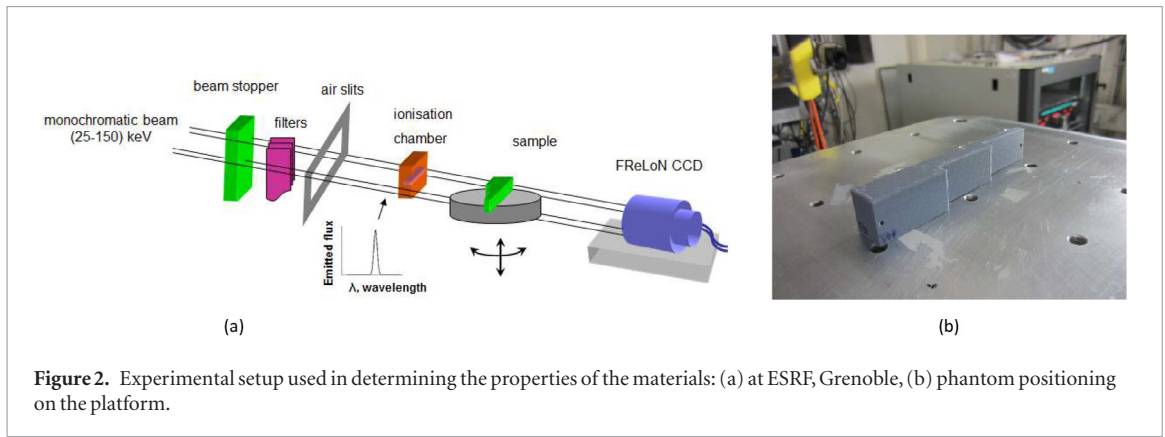 beam stopper
air slits
monochromatic beam
(25-150) keV
filters
ionisation
chamber
sample
FReLoN CCD
Emitted flux
λ, wavelength
(a)
(b)
Figure 2. Experimental setup used in determining the properties of the materials: (a) at ESRF, Grenoble, (b) phantom positioning
on the platform.